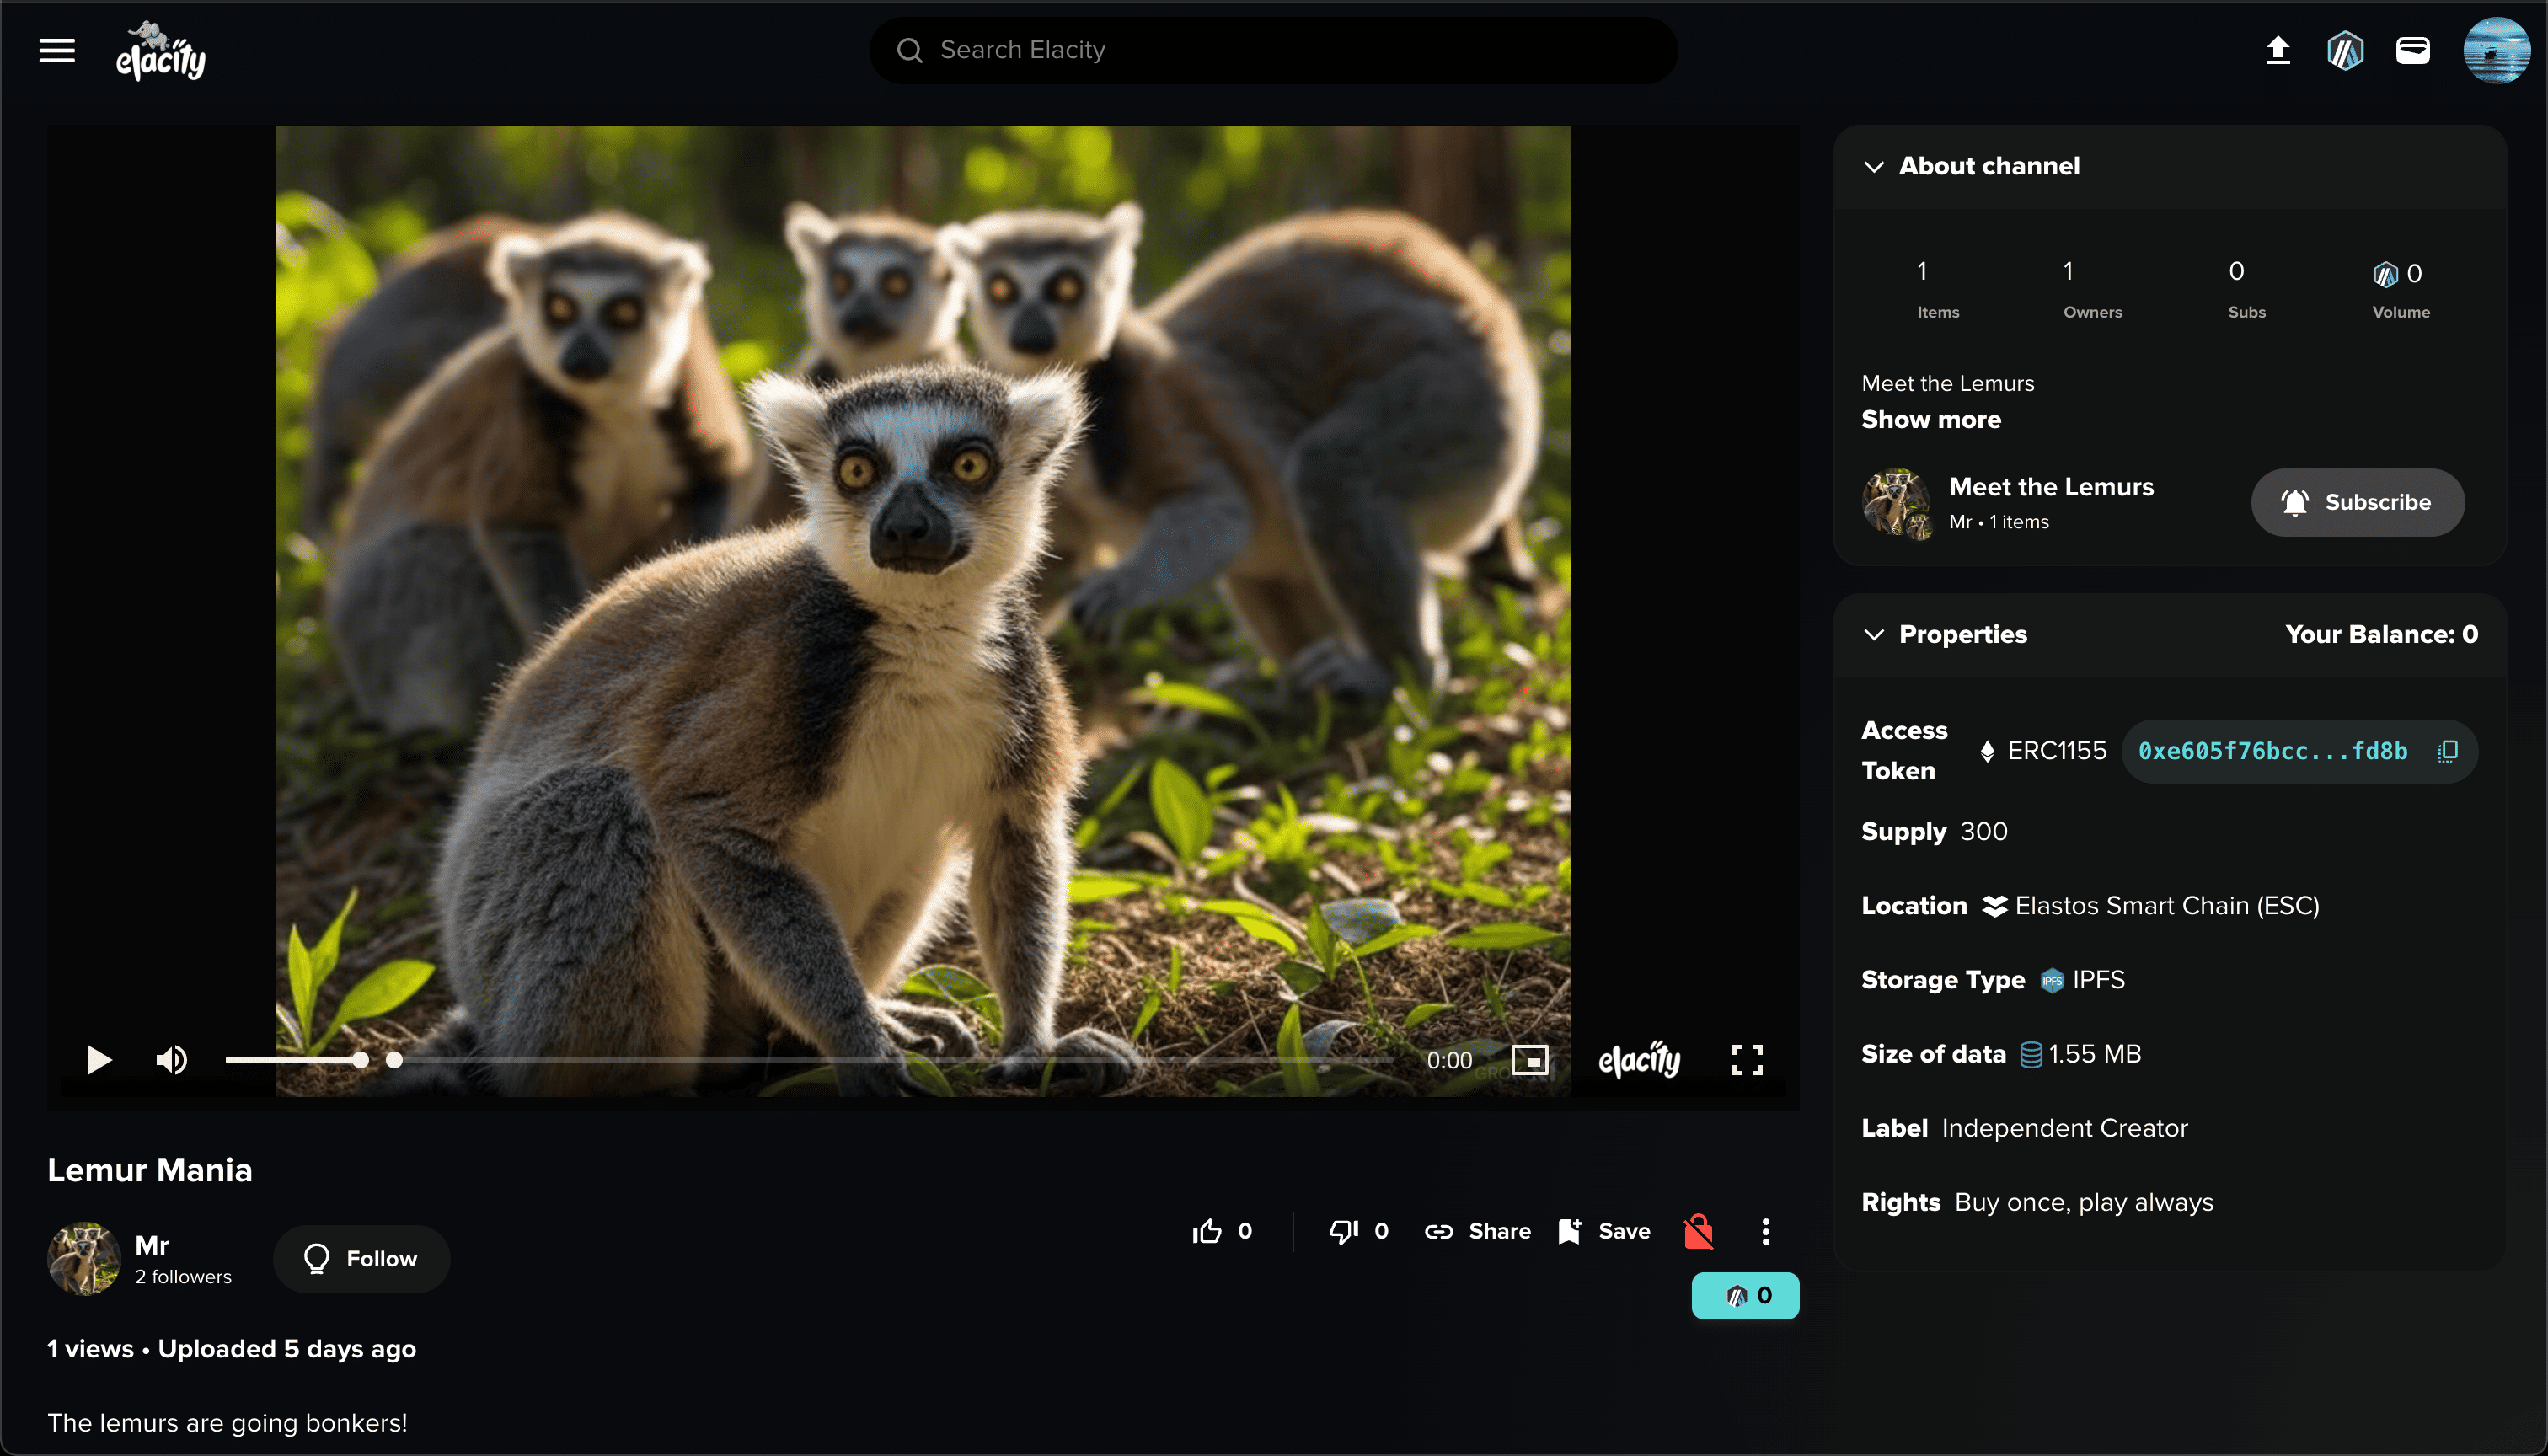 elacity
Search Elacity
0:00
elacity
Lemur Mania
Mr
2 followers
Follow
0
0
Share
Save
0
1 views • Uploaded 5 days ago
The lemurs are going bonkers!
About channel
1
1
0
0
Items
Owners
Subs
Volume
Meet the Lemurs
Show more
Meet the Lemurs
Mr • 1 items
Subscribe
Properties
Your Balance: 0
Access
Token
ERC1155
0xe605f76bcc...fd8b
Supply 300
Location Elastos Smart Chain (ESC)
Storage Type IPFS IPFS
Size of data 1.55 MB
Label Independent Creator
Rights Buy once, play always